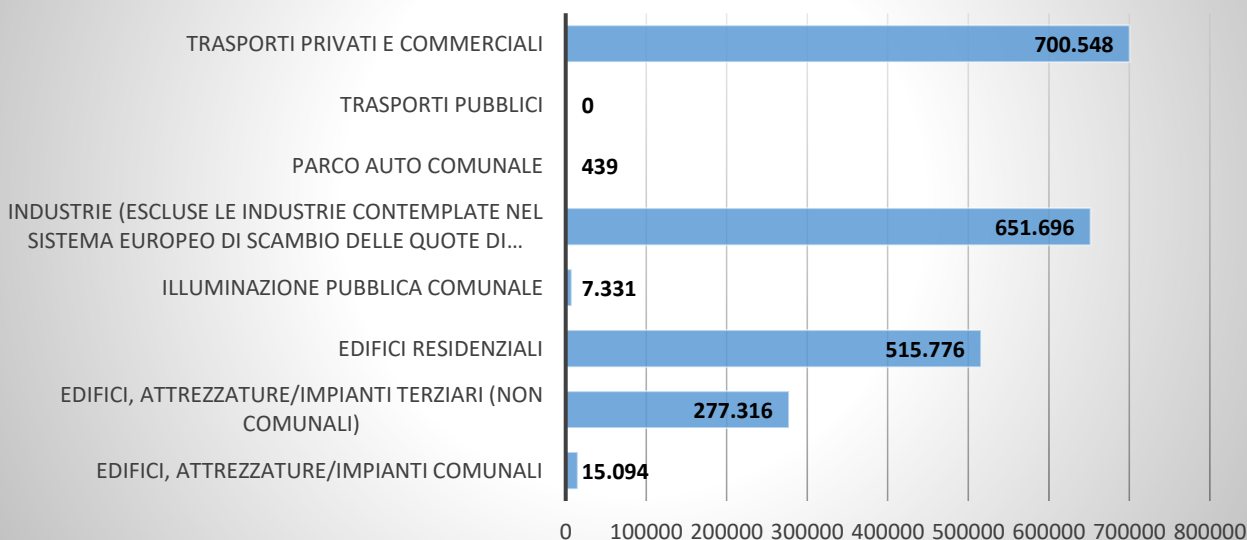 TRASPORTI PRIVATI E COMMERCIALI
700.548
TRASPORTI PUBBLICI
0
PARCO AUTO COMUNALE
439
INDUSTRIE (ESCLUSE LE INDUSTRIE CONTEMPLATE NEL
SISTEMA EUROPEO DI SCAMBIO DELLE QUOTE DI…
651.696
ILLUMINAZIONE PUBBLICA COMUNALE
7.331
EDIFICI RESIDENZIALI
515.776
EDIFICI, ATTREZZATURE/IMPIANTI TERZIARI (NON
COMUNALI)
277.316
EDIFICI, ATTREZZATURE/IMPIANTI COMUNALI
15.094
0 100000 200000 300000 400000 500000 600000 700000 800000